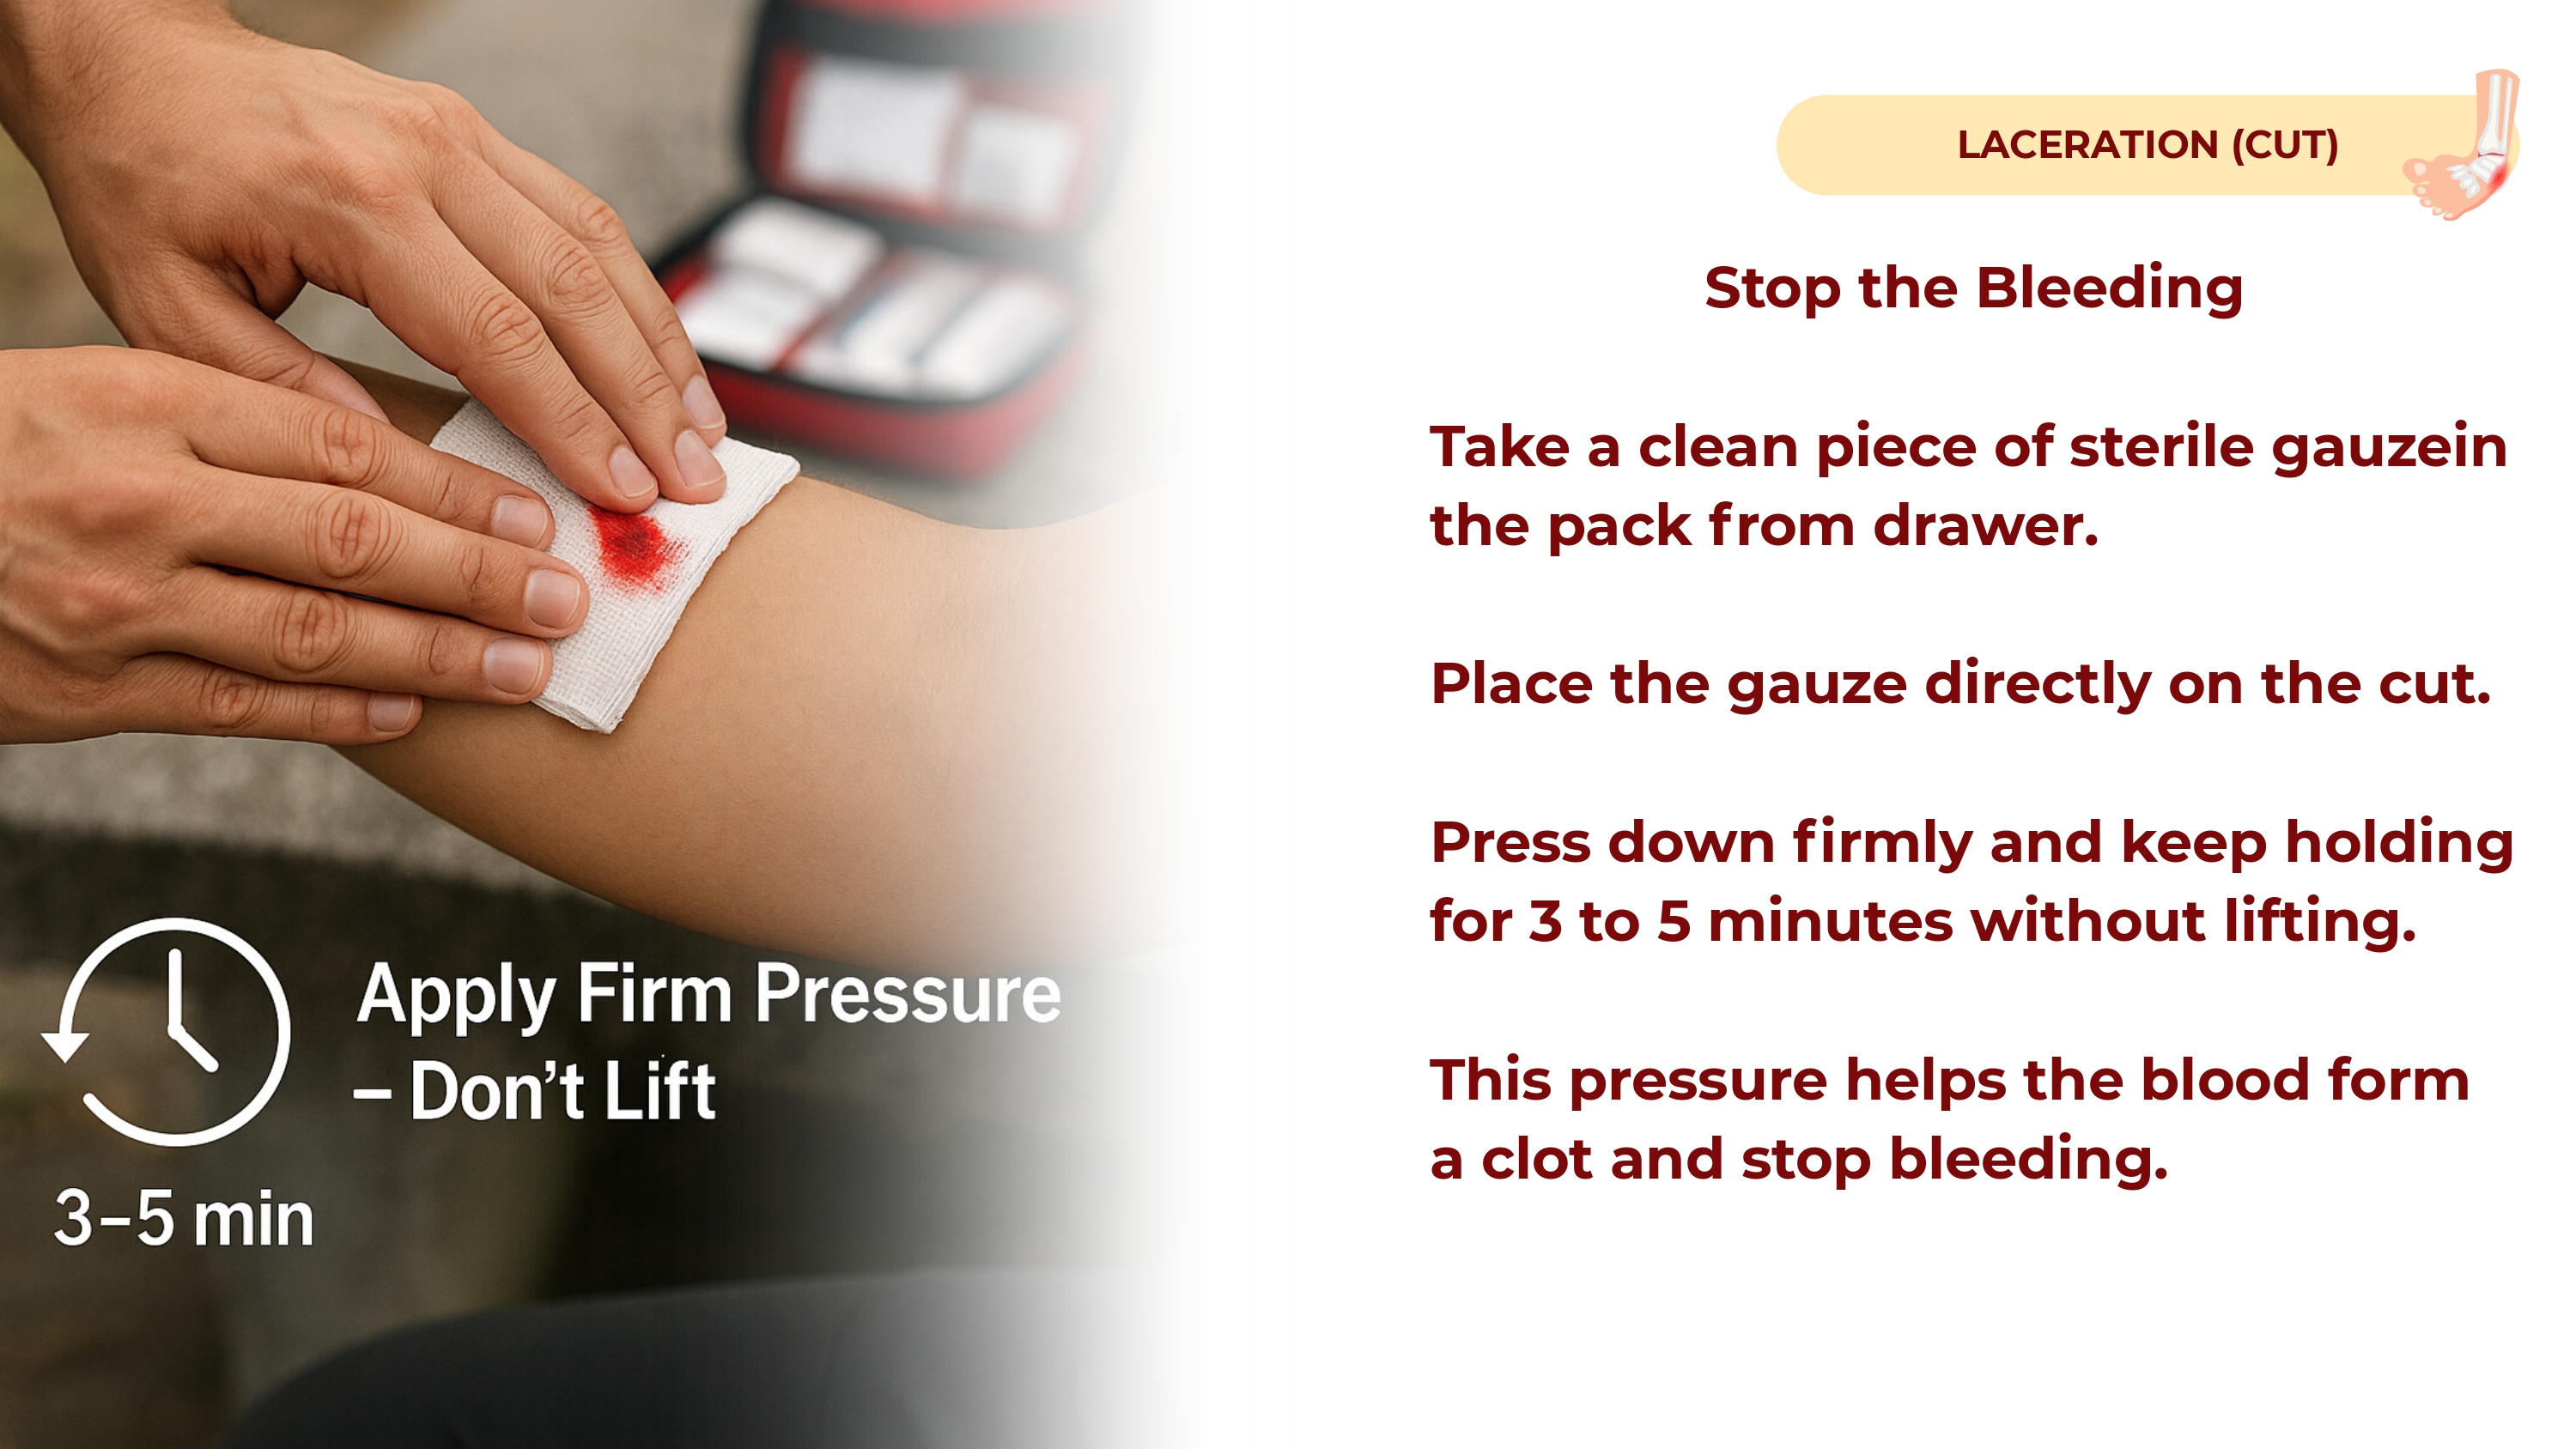 LACERATION (CUT)
Stop the Bleeding
Take a clean piece of sterile gauzein
the pack from drawer.
Place the gauze directly on the cut.
Press down firmly and keep holding
for 3 to 5 minutes without lifting.
This pressure helps the blood form
a clot and stop bleeding.
Apply Firm Pressure
– Don’t Lift
3–5 min